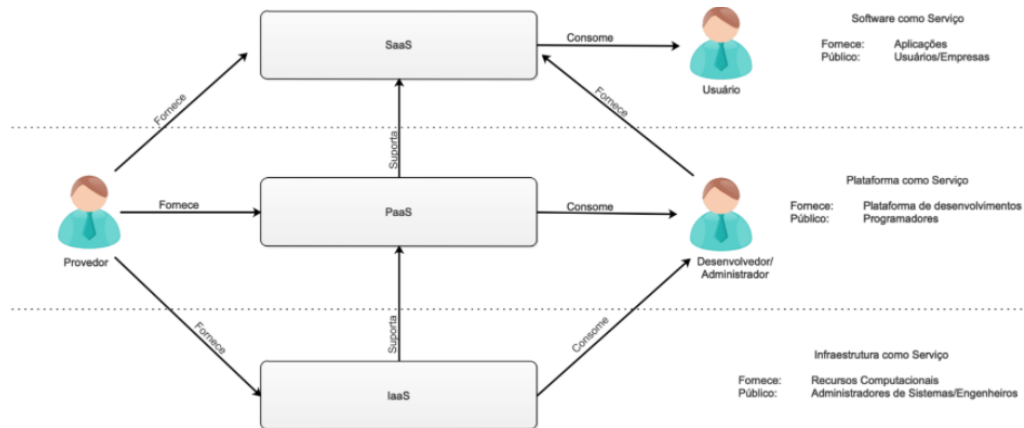 SaaS
Consome
Usuário
Software como Serviço
Fornece: Aplicações
Público: Usuários/Empresas
Fornece
Suporta
Fornece
Provedor
Fornece
PaaS
Consome
Desenvolvedor/
Administrador
Plataforma como Serviço
Fornece: Plataforma de desenvolvimentos
Público: Programadores
Fornece
Suporta
Consome
IaaS
Infraestrutura como Serviço
Fornece: Recursos Computacionais
Público: Administradores de Sistemas/Engenheiros